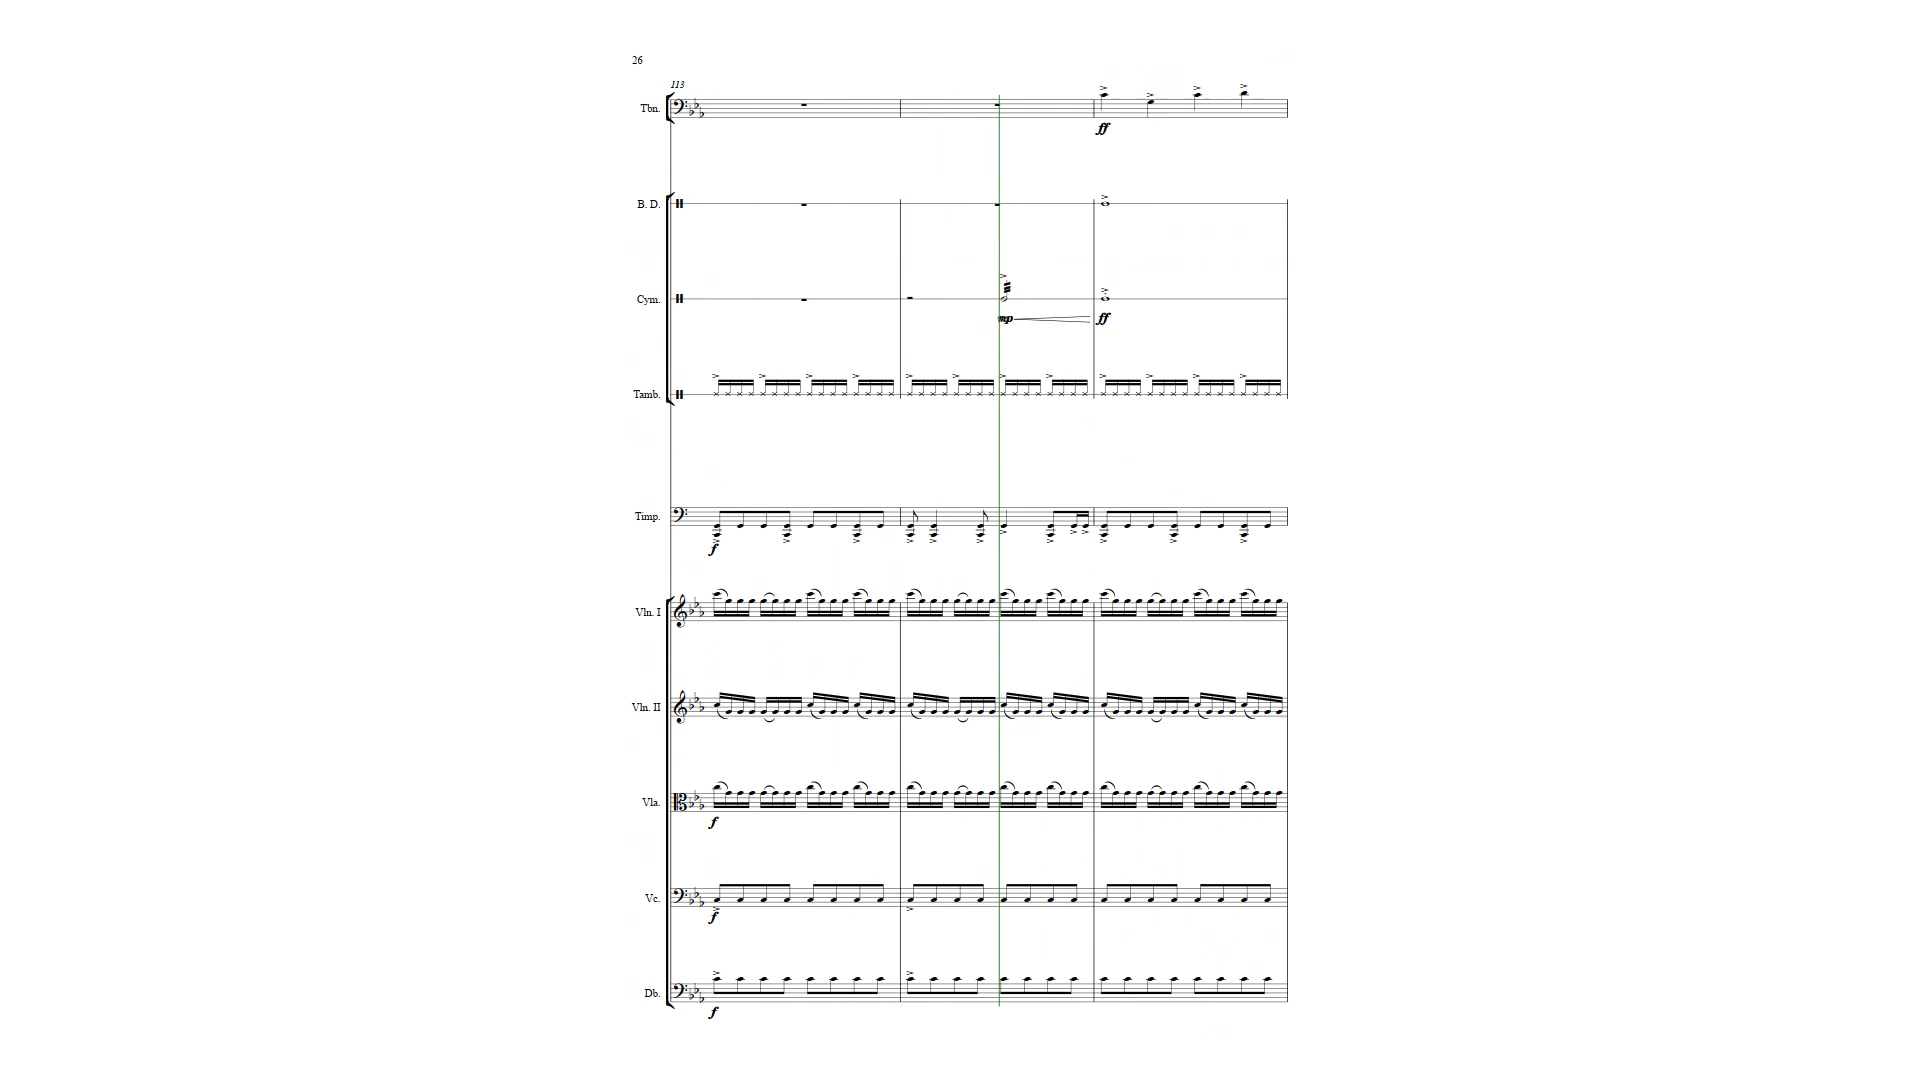 26
113
Tbn.
ff
B. D.
Cym.
mp ff
Tamb.
Timp.
f
Vln. I
Vln. II
Vla.
f
Vc.
f
Db.
f